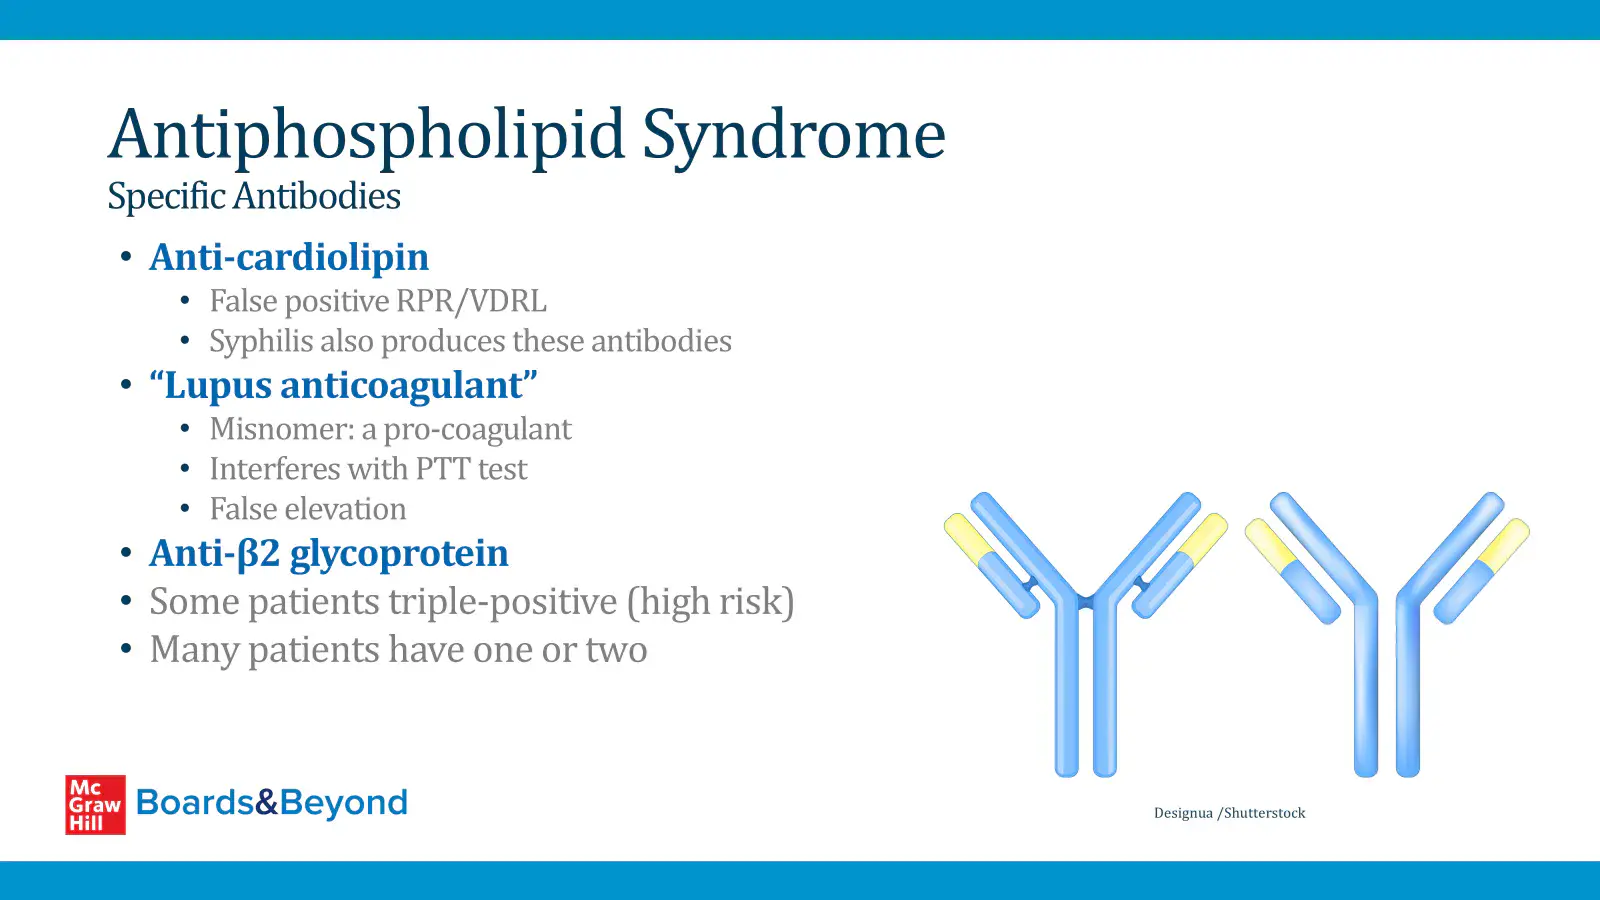 Antiphospholipid Syndrome
Specific Antibodies
• Anti-cardiolipin
• False positive RPR/VDRL
• Syphilis also produces these antibodies
• “Lupus anticoagulant”
• Misnomer: a pro-coagulant
• Interferes with PTT test
• False elevation
• Anti-β2 glycoprotein
• Some patients triple-positive (high risk)
• Many patients have one or two
Mc
Graw
Hill
Boards&Beyond
Designua /Shutterstock